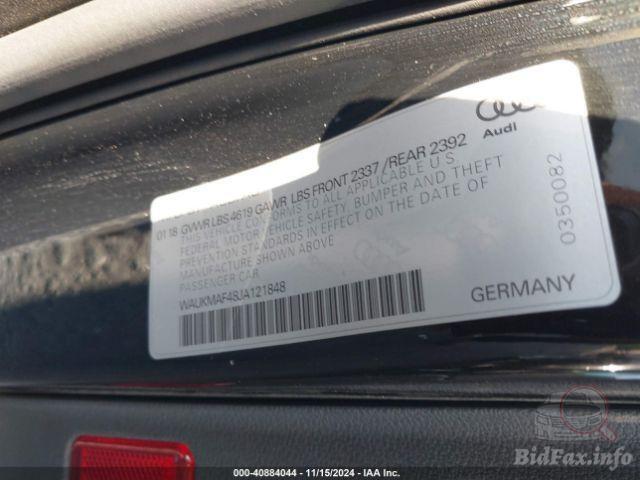 Audi
01 18 GVWR LBS 4619 GAWR LBS FRONT 2337 / REAR 2392
THIS VEHICLE CONFORMS TO ALL APPLICABLE U S
FEDERAL MOTOR VEHICLE SAFETY, BUMPER AND THEFT
PREVENTION STANDARDS IN EFFECT ON THE DATE OF
MANUFACTURE SHOWN ABOVE
PASSENGER CAR
0350082
WAUKMAF48JA121848
GERMANY
BidFax.info
000-40884044 — 11/15/2024 - IAA Inc.